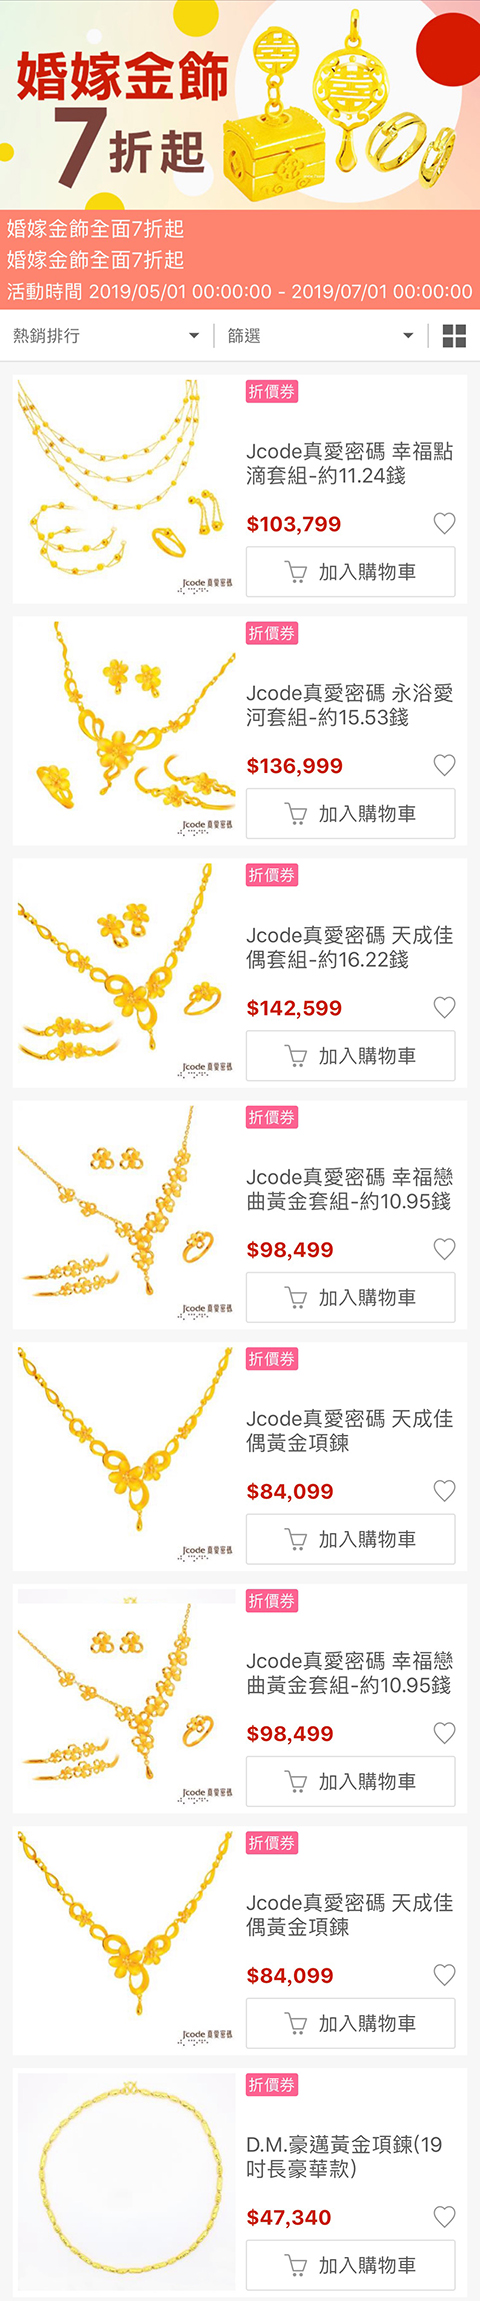 婚嫁金飾
7折起
婚嫁金飾全面7折起
婚嫁金飾全面7折起
活動時間 2019/05/01 00:00:00 - 2019/07/01 00:00:00
熱銷排行
篩選
折價券
Jcode真愛密碼 幸福點
滴套組-約11.24錢
$103,799
加入購物車
Jcode真愛密碼
折價券
Jcode真愛密碼 永浴愛
河套組-約15.53錢
$136,999
加入購物車
Jcode真愛密碼
折價券
Jcode真愛密碼 天成佳
偶套組-約16.22錢
$142,599
加入購物車
Jcode真愛密碼
折價券
Jcode真愛密碼 幸福戀
曲黃金套組-約10.95錢
$98,499
加入購物車
Jcode真愛密碼
折價券
Jcode真愛密碼 天成佳
偶黃金項鍊
$84,099
加入購物車
Jcode真愛密碼
折價券
Jcode真愛密碼 幸福戀
曲黃金套組-約10.95錢
$98,499
加入購物車
Jcode真愛密碼
折價券
Jcode真愛密碼 天成佳
偶黃金項鍊
$84,099
加入購物車
Jcode真愛密碼
折價券
D.M.豪邁黃金項鍊(19
吋長豪華款)
$47,340
加入購物車